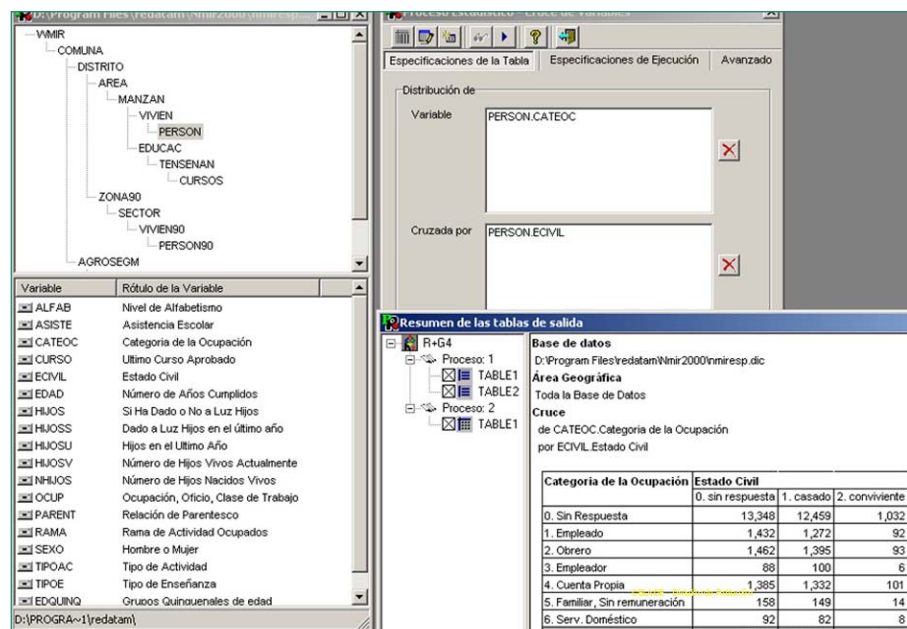 D:\Program Files\redatam\Nmir2000\nmiresp...
WMIR
COMUNA
DISTRITO
AREA
MANZAN
VIVIEN
PERSON
EDUCAC
TENSENAN
CURSOS
ZONA90
SECTOR
VIVIEN90
PERSON90
AGROSEGM
Variable Rótulo de la Variable
ALFAB Nivel de Alfabetismo
ASISTE Asistencia Escolar
CATEOC Categoria de la Ocupación
CURSO Ultimo Curso Aprobado
ECIVIL Estado Civil
EDAD Número de Años Cumplidos
HIJOS Si Ha Dado o No a Luz Hijos
HIJOSS Dado a Luz Hijos en el último año
HIJOSU Hijos en el Ultimo Año
HIJOSV Número de Hijos Vivos Actualmente
NHIJOS Número de Hijos Nacidos Vivos
OCUP Ocupación, Oficio, Clase de Trabajo
PARENT Relación de Parentesco
RAMA Rama de Actividad Ocupados
SEXO Hombre o Mujer
TIPOAC Tipo de Actividad
TIPOE Tipo de Enseñanza
EDQUINQ Grupos Quinquenales de edad
D:\PROGRA~1\redatam\
Proceso Estadístico - Cruce de Variables
Especificaciones de la Tabla Especificaciones de Ejecución Avanzado
Distribución de
Variable PERSON.CATEOC
Cruzada por PERSON.ECIVIL
Resumen de las tablas de salida
R+G4
Proceso: 1
TABLE1
TABLE2
Proceso: 2
TABLE1
Base de datos
D:\Program Files\redatam\Nmir2000\nmiresp.dic
Área Geográfica
Toda la Base de Datos
Cruce
de CATEOC.Categoria de la Ocupación
por ECIVIL.Estado Civil
Categoria de la Ocupación Estado Civil
0. sin respuesta 1. casado 2. conviviente
0. Sin Respuesta 13,348 12,459 1,032
1. Empleado 1,432 1,272 92
2. Obrero 1,462 1,395 93
3. Empleador 88 100 6
4. Cuenta Propia 1,385 1,332 101
5. Familiar, Sin remuneración 158 149 14
6. Serv. Doméstico 92 82 8